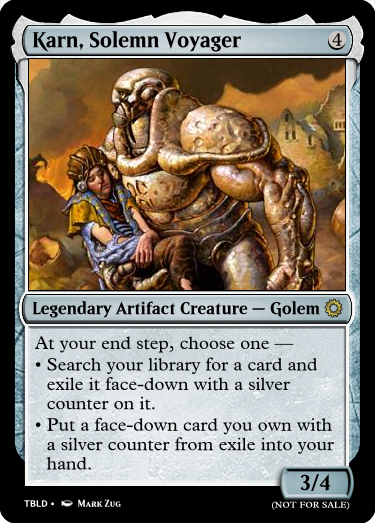 Karn, Solemn Voyager 4
Legendary Artifact Creature — Golem
At your end step, choose one —
• Search your library for a card and
exile it face-down with a silver
counter on it.
• Put a face-down card you own with
a silver counter from exile into your
hand.
3/4
TBLD • Mark Zug
(NOT FOR SALE)